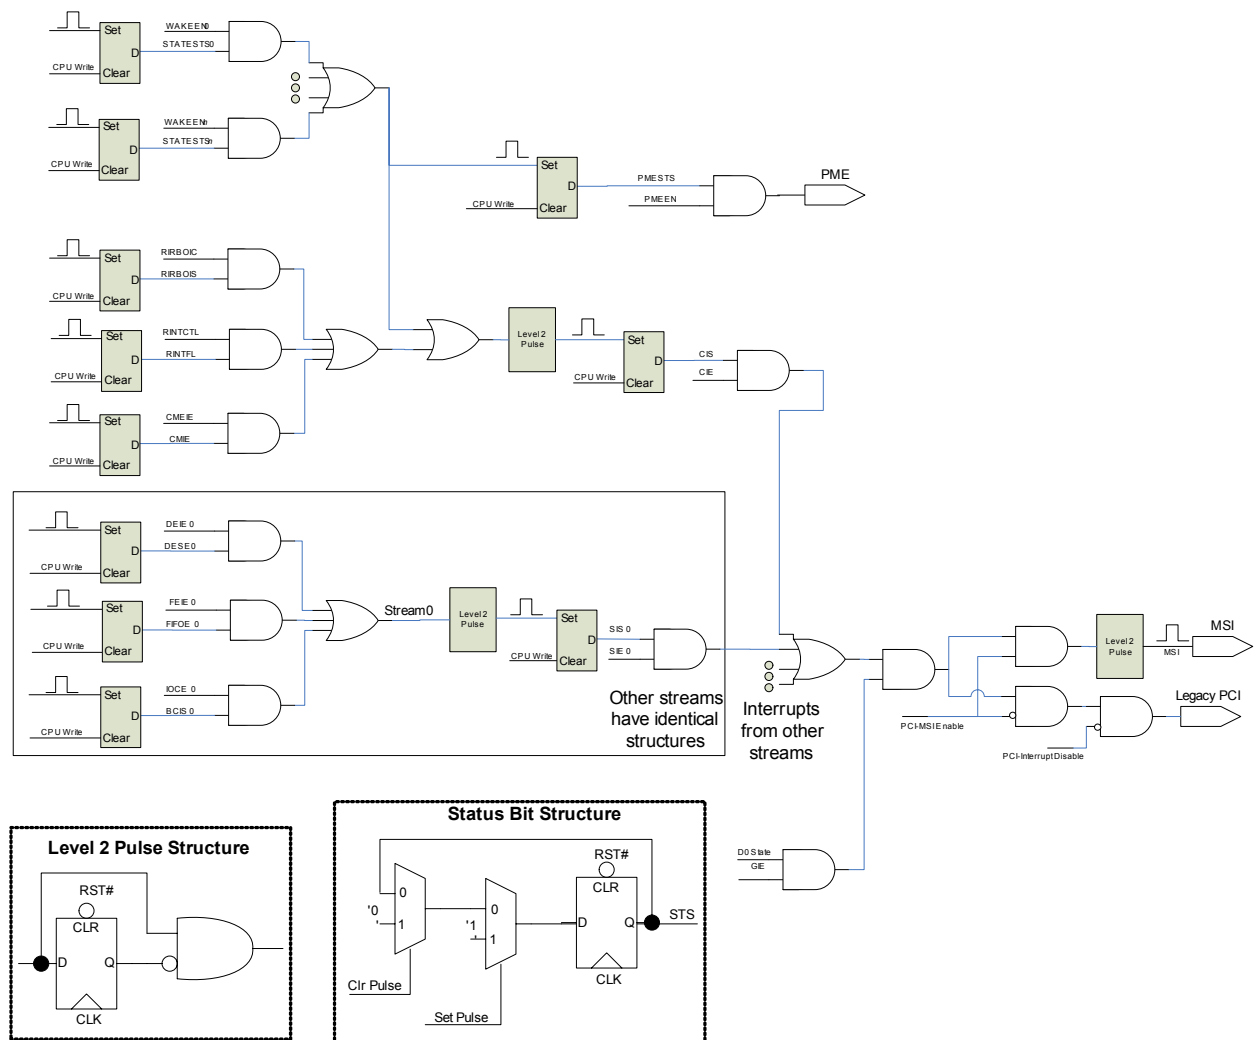 Set
D
CPU Write
Clear
WAKEEN0
STATESTS0
Set
D
CPU Write
Clear
WAKEENn
STATESTSn
Set
D
CPU Write
Clear
PMESTS
PMEEN
PME
Set
D
CPU Write
Clear
RIRBOIC
RIRBOIS
Set
D
CPU Write
Clear
RINTCTL
RINTFL
Set
D
CPU Write
Clear
CMEIE
CMIE
Level 2
Pulse
Set
D
CPU Write
Clear
CIS
CIE
Set
D
CPU Write
Clear
DEIE 0
DESE 0
Set
D
CPU Write
Clear
FEIE 0
FIFOE 0
Set
D
CPU Write
Clear
IOCE 0
BCIS 0
Stream 0
Level 2
Pulse
Set
D
CPU Write
Clear
SIS 0
SIE 0
Other streams
have identical
structures
Interrupts
from other
streams
PCI-MSI Enable
PCI-Interrupt Disable
Level 2
Pulse
MSI
MSI
Legacy PCI
D0 State
GIE
Level 2 Pulse Structure
RST#
CLR
D
Q
CLK
Status Bit Structure
0
'0
'
1
Clr Pulse
0
'1
'
1
Set Pulse
RST#
CLR
D
Q
CLK
STS